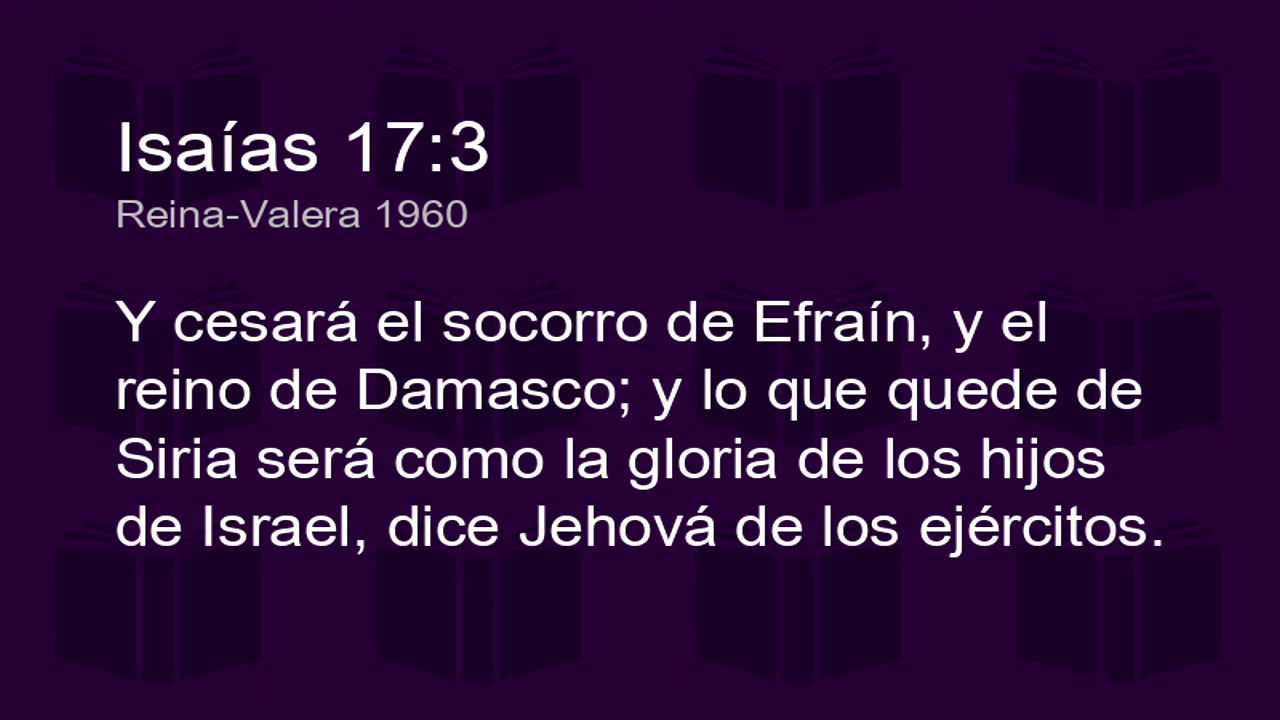 Isaías 17:3
Reina-Valera 1960
Y cesará el socorro de Efraín, y el
reino de Damasco; y lo que quede de
Siria será como la gloria de los hijos
de Israel, dice Jehová de los ejércitos.